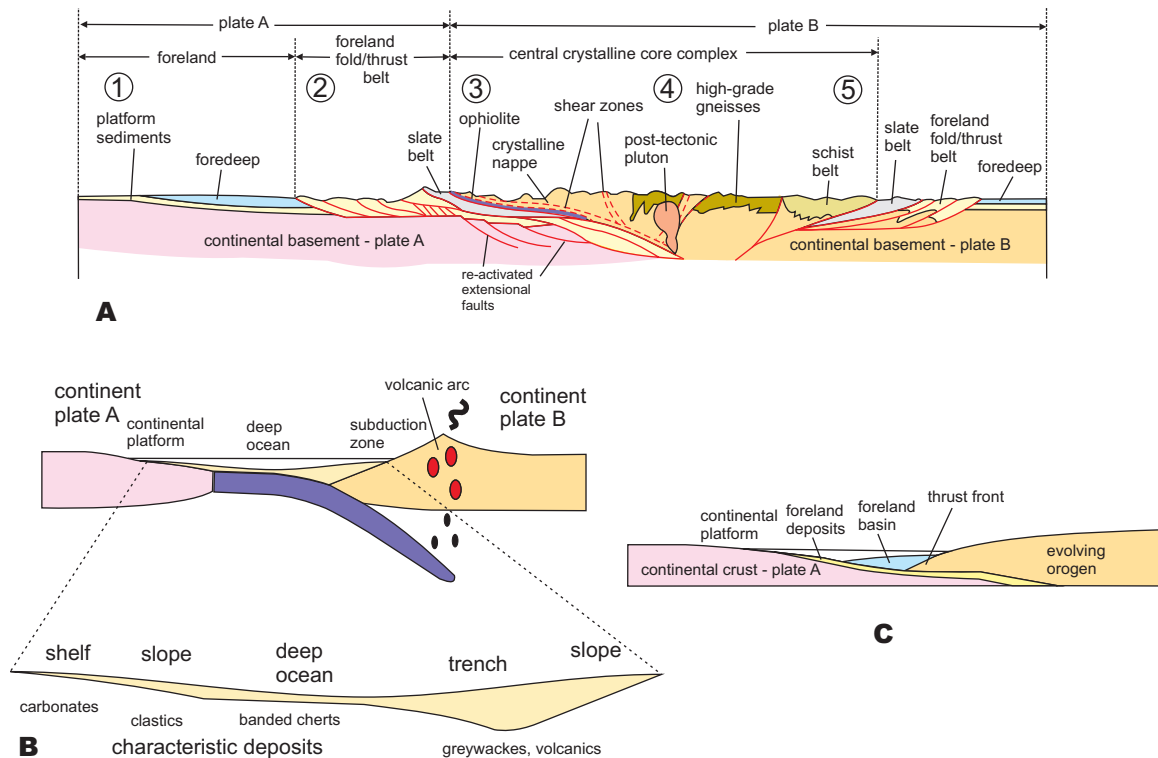 plate A
plate B
foreland
foreland
fold/thrust
belt
central crystalline core complex
1
2
3
4
5
platform
sediments
foredeep
slate
belt
ophiolite
crystalline
nappe
shear zones
post-tectonic
pluton
high-grade
gneisses
schist
belt
slate
belt
foreland
fold/thrust
belt
foredeep
continental basement - plate A
continental basement - plate B
re-activated
extensional
faults
A
continent
plate A
continental
platform
deep
ocean
subduction
zone
volcanic arc
continent
plate B
shelf
slope
deep
ocean
trench
slope
carbonates
clastics
banded cherts
greywackes, volcanics
characteristic deposits
B
continental
platform
foreland
deposits
foreland
basin
thrust front
continental crust - plate A
evolving
orogen
C